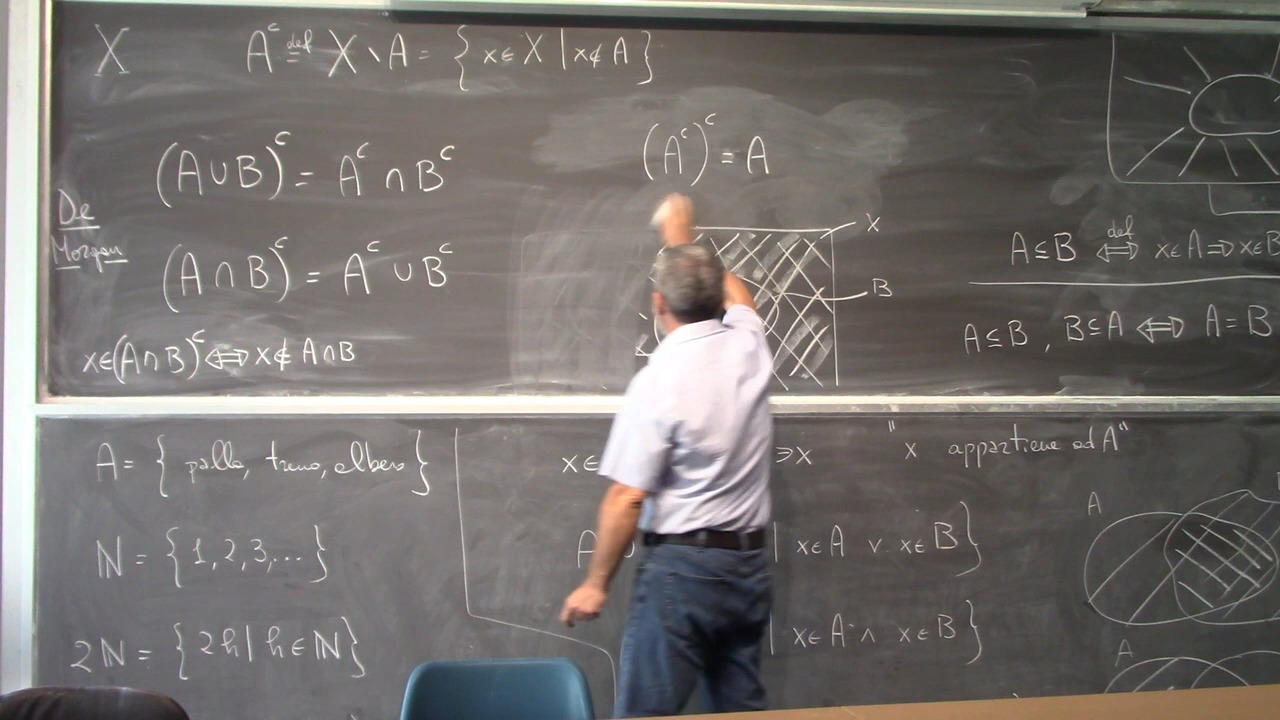 X A^c =^def X \ A = { x ∈ X | x ∉ A }
(A ∪ B)^c = A^c ∩ B^c
(A^c)^c = A
De
Morgan
(A ∩ B)^c = A^c ∪ B^c
x ∈ (A ∩ B)^c ⇔ x ∉ A ∩ B
X
B
A ⊆ B ⇔^def x ∈ A ⇒ x ∈ B
A ⊆ B , B ⊆ A ⇔ A = B
A = { palla, treno, albero }
N = { 1, 2, 3, ... }
2N = { 2h | h ∈ N }
x ∈ ∋ x "x appartiene ad A"
A | x ∈ A ∨ x ∈ B }
| x ∈ A ∧ x ∈ B }
A
A